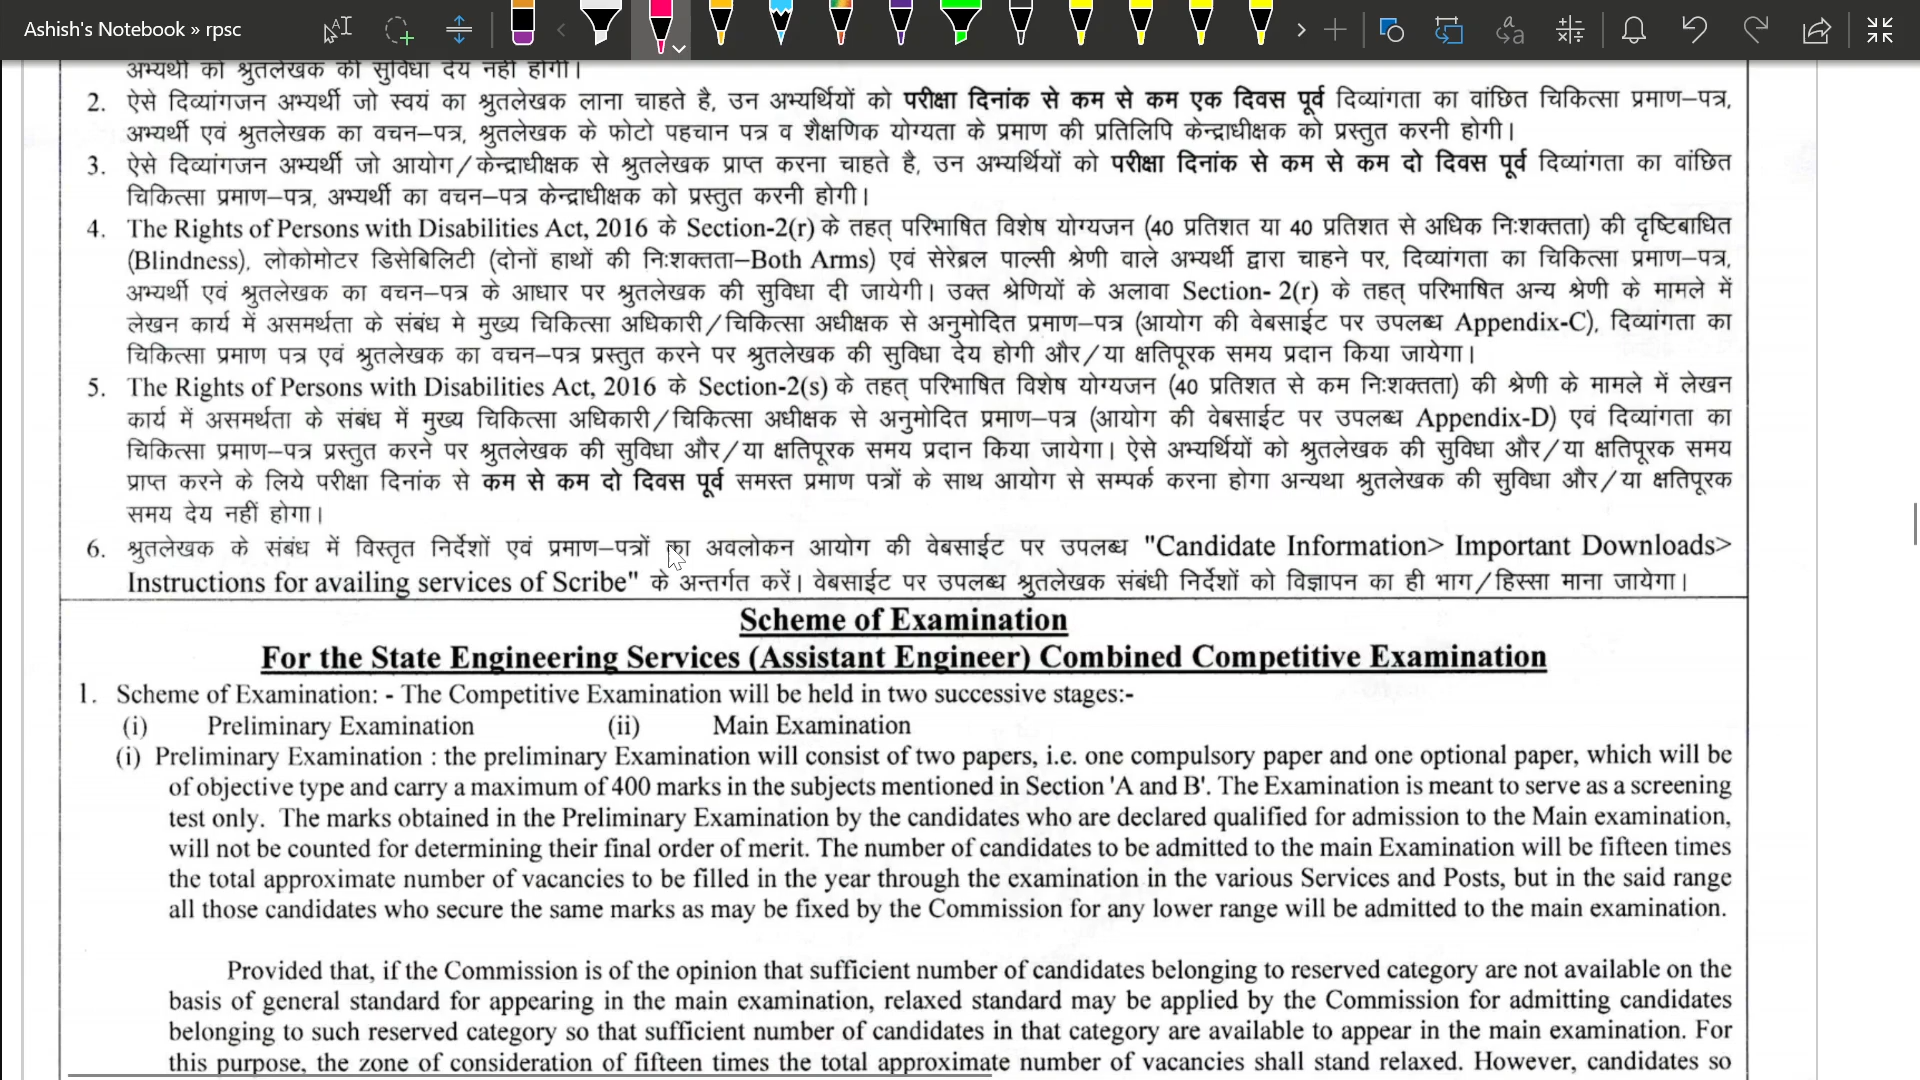 Ashish's Notebook » rpsc
अभ्यर्थी को श्रुतलेखक की सुविधा देय नहीं होगी।
2. ऐसे दिव्यांगजन अभ्यर्थी जो स्वयं का श्रुतलेखक लाना चाहते है, उन अभ्यर्थियों को परीक्षा दिनांक से कम से कम एक दिवस पूर्व दिव्यांगता का वांछित चिकित्सा प्रमाण–पत्र,
अभ्यर्थी एवं श्रुतलेखक का वचन–पत्र, श्रुतलेखक के फोटो पहचान पत्र व शैक्षणिक योग्यता के प्रमाण की प्रतिलिपि केन्द्राधीक्षक को प्रस्तुत करनी होगी।
3. ऐसे दिव्यांगजन अभ्यर्थी जो आयोग/केन्द्राधीक्षक से श्रुतलेखक प्राप्त करना चाहते है, उन अभ्यर्थियों को परीक्षा दिनांक से कम से कम दो दिवस पूर्व दिव्यांगता का वांछित
चिकित्सा प्रमाण–पत्र, अभ्यर्थी का वचन–पत्र केन्द्राधीक्षक को प्रस्तुत करनी होगी।
4. The Rights of Persons with Disabilities Act, 2016 के Section-2(r) के तहत् परिभाषित विशेष योग्यजन (40 प्रतिशत या 40 प्रतिशत से अधिक निःशक्तता) की दृष्टिबाधित
(Blindness), लोकोमोटर डिसेबिलिटी (दोनों हाथों की निःशक्तता–Both Arms) एवं सेरेब्रल पाल्सी श्रेणी वाले अभ्यर्थी द्वारा चाहने पर, दिव्यांगता का चिकित्सा प्रमाण–पत्र,
अभ्यर्थी एवं श्रुतलेखक का वचन–पत्र के आधार पर श्रुतलेखक की सुविधा दी जायेगी। उक्त श्रेणियों के अलावा Section- 2(r) के तहत् परिभाषित अन्य श्रेणी के मामले में
लेखन कार्य में असमर्थता के संबंध मे मुख्य चिकित्सा अधिकारी/चिकित्सा अधीक्षक से अनुमोदित प्रमाण–पत्र (आयोग की वेबसाईट पर उपलब्ध Appendix-C), दिव्यांगता का
चिकित्सा प्रमाण पत्र एवं श्रुतलेखक का वचन–पत्र प्रस्तुत करने पर श्रुतलेखक की सुविधा देय होगी और/या क्षतिपूरक समय प्रदान किया जायेगा।
5. The Rights of Persons with Disabilities Act, 2016 के Section-2(s) के तहत् परिभाषित विशेष योग्यजन (40 प्रतिशत से कम निःशक्तता) की श्रेणी के मामले में लेखन
कार्य में असमर्थता के संबंध में मुख्य चिकित्सा अधिकारी/चिकित्सा अधीक्षक से अनुमोदित प्रमाण–पत्र (आयोग की वेबसाईट पर उपलब्ध Appendix-D) एवं दिव्यांगता का
चिकित्सा प्रमाण–पत्र प्रस्तुत करने पर श्रुतलेखक की सुविधा और/या क्षतिपूरक समय प्रदान किया जायेगा। ऐसे अभ्यर्थियों को श्रुतलेखक की सुविधा और/या क्षतिपूरक समय
प्राप्त करने के लिये परीक्षा दिनांक से कम से कम दो दिवस पूर्व समस्त प्रमाण पत्रों के साथ आयोग से सम्पर्क करना होगा अन्यथा श्रुतलेखक की सुविधा और/या क्षतिपूरक
समय देय नहीं होगा।
6. श्रुतलेखक के संबंध में विस्तृत निर्देशों एवं प्रमाण–पत्रों का अवलोकन आयोग की वेबसाईट पर उपलब्ध "Candidate Information> Important Downloads>
Instructions for availing services of Scribe" के अन्तर्गत करें। वेबसाईट पर उपलब्ध श्रुतलेखक संबंधी निर्देशों को विज्ञापन का ही भाग/हिस्सा माना जायेगा।
Scheme of Examination
For the State Engineering Services (Assistant Engineer) Combined Competitive Examination
1. Scheme of Examination: - The Competitive Examination will be held in two successive stages:-
(i) Preliminary Examination (ii) Main Examination
(i) Preliminary Examination : the preliminary Examination will consist of two papers, i.e. one compulsory paper and one optional paper, which will be
of objective type and carry a maximum of 400 marks in the subjects mentioned in Section 'A and B'. The Examination is meant to serve as a screening
test only. The marks obtained in the Preliminary Examination by the candidates who are declared qualified for admission to the Main examination,
will not be counted for determining their final order of merit. The number of candidates to be admitted to the main Examination will be fifteen times
the total approximate number of vacancies to be filled in the year through the examination in the various Services and Posts, but in the said range
all those candidates who secure the same marks as may be fixed by the Commission for any lower range will be admitted to the main examination.
Provided that, if the Commission is of the opinion that sufficient number of candidates belonging to reserved category are not available on the
basis of general standard for appearing in the main examination, relaxed standard may be applied by the Commission for admitting candidates
belonging to such reserved category so that sufficient number of candidates in that category are available to appear in the main examination. For
this purpose, the zone of consideration of fifteen times the total approximate number of vacancies shall stand relaxed. However, candidates so